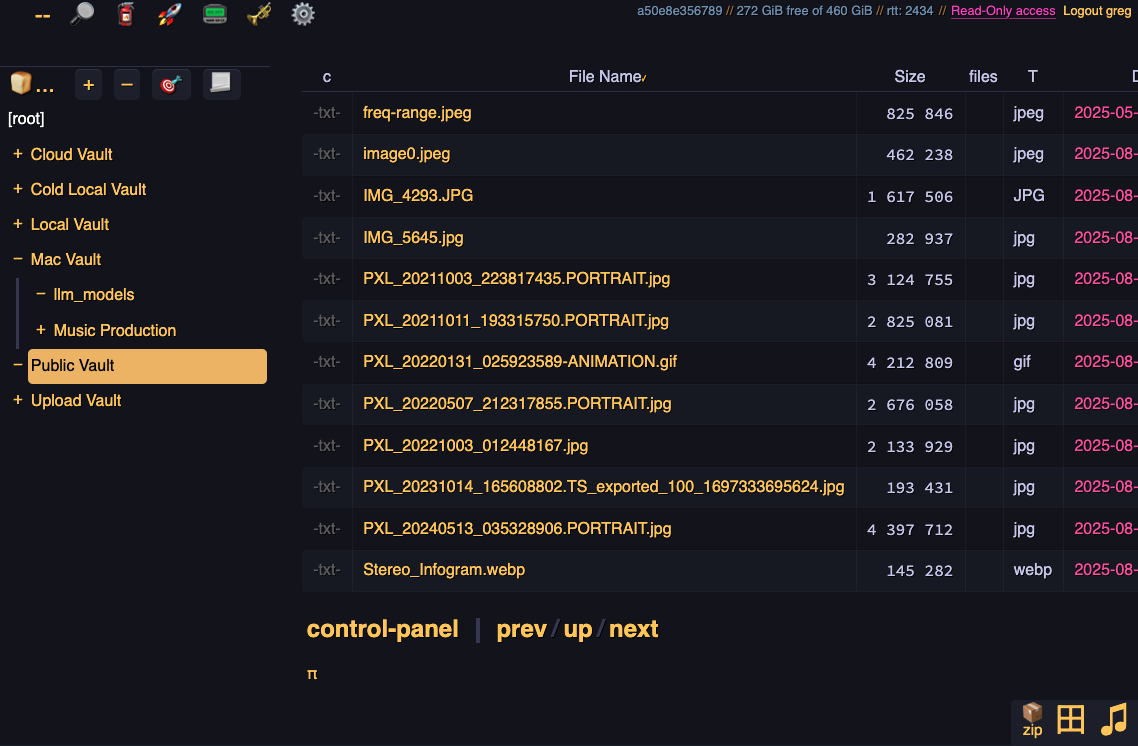 --
a50e8e356789 // 272 GiB free of 460 GiB // rtt: 2434 // Read-Only access Logout greg
... + −
[root]
+ Cloud Vault
+ Cold Local Vault
+ Local Vault
− Mac Vault
− llm_models
+ Music Production
− Public Vault
+ Upload Vault
c File Name Size files T D
-txt- freq-range.jpeg 825 846 jpeg 2025-05-
-txt- image0.jpeg 462 238 jpeg 2025-08-
-txt- IMG_4293.JPG 1 617 506 JPG 2025-08-
-txt- IMG_5645.jpg 282 937 jpg 2025-08-
-txt- PXL_20211003_223817435.PORTRAIT.jpg 3 124 755 jpg 2025-08-
-txt- PXL_20211011_193315750.PORTRAIT.jpg 2 825 081 jpg 2025-08-
-txt- PXL_20220131_025923589-ANIMATION.gif 4 212 809 gif 2025-08-
-txt- PXL_20220507_212317855.PORTRAIT.jpg 2 676 058 jpg 2025-08-
-txt- PXL_20221003_012448167.jpg 2 133 929 jpg 2025-08-
-txt- PXL_20231014_165608802.TS_exported_100_1697333695624.jpg 193 431 jpg 2025-08-
-txt- PXL_20240513_035328906.PORTRAIT.jpg 4 397 712 jpg 2025-08-
-txt- Stereo_Infogram.webp 145 282 webp 2025-08-
control-panel | prev / up / next
π
zip